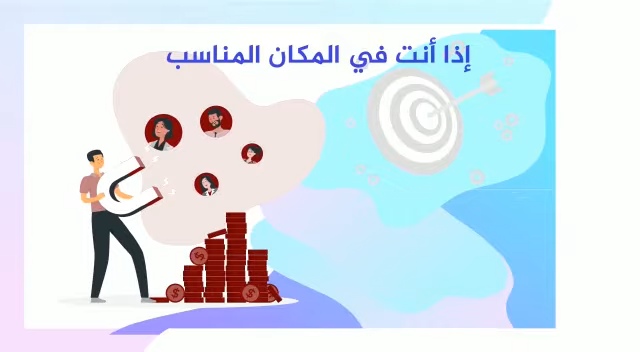 إذا أنت في المكان المناسب